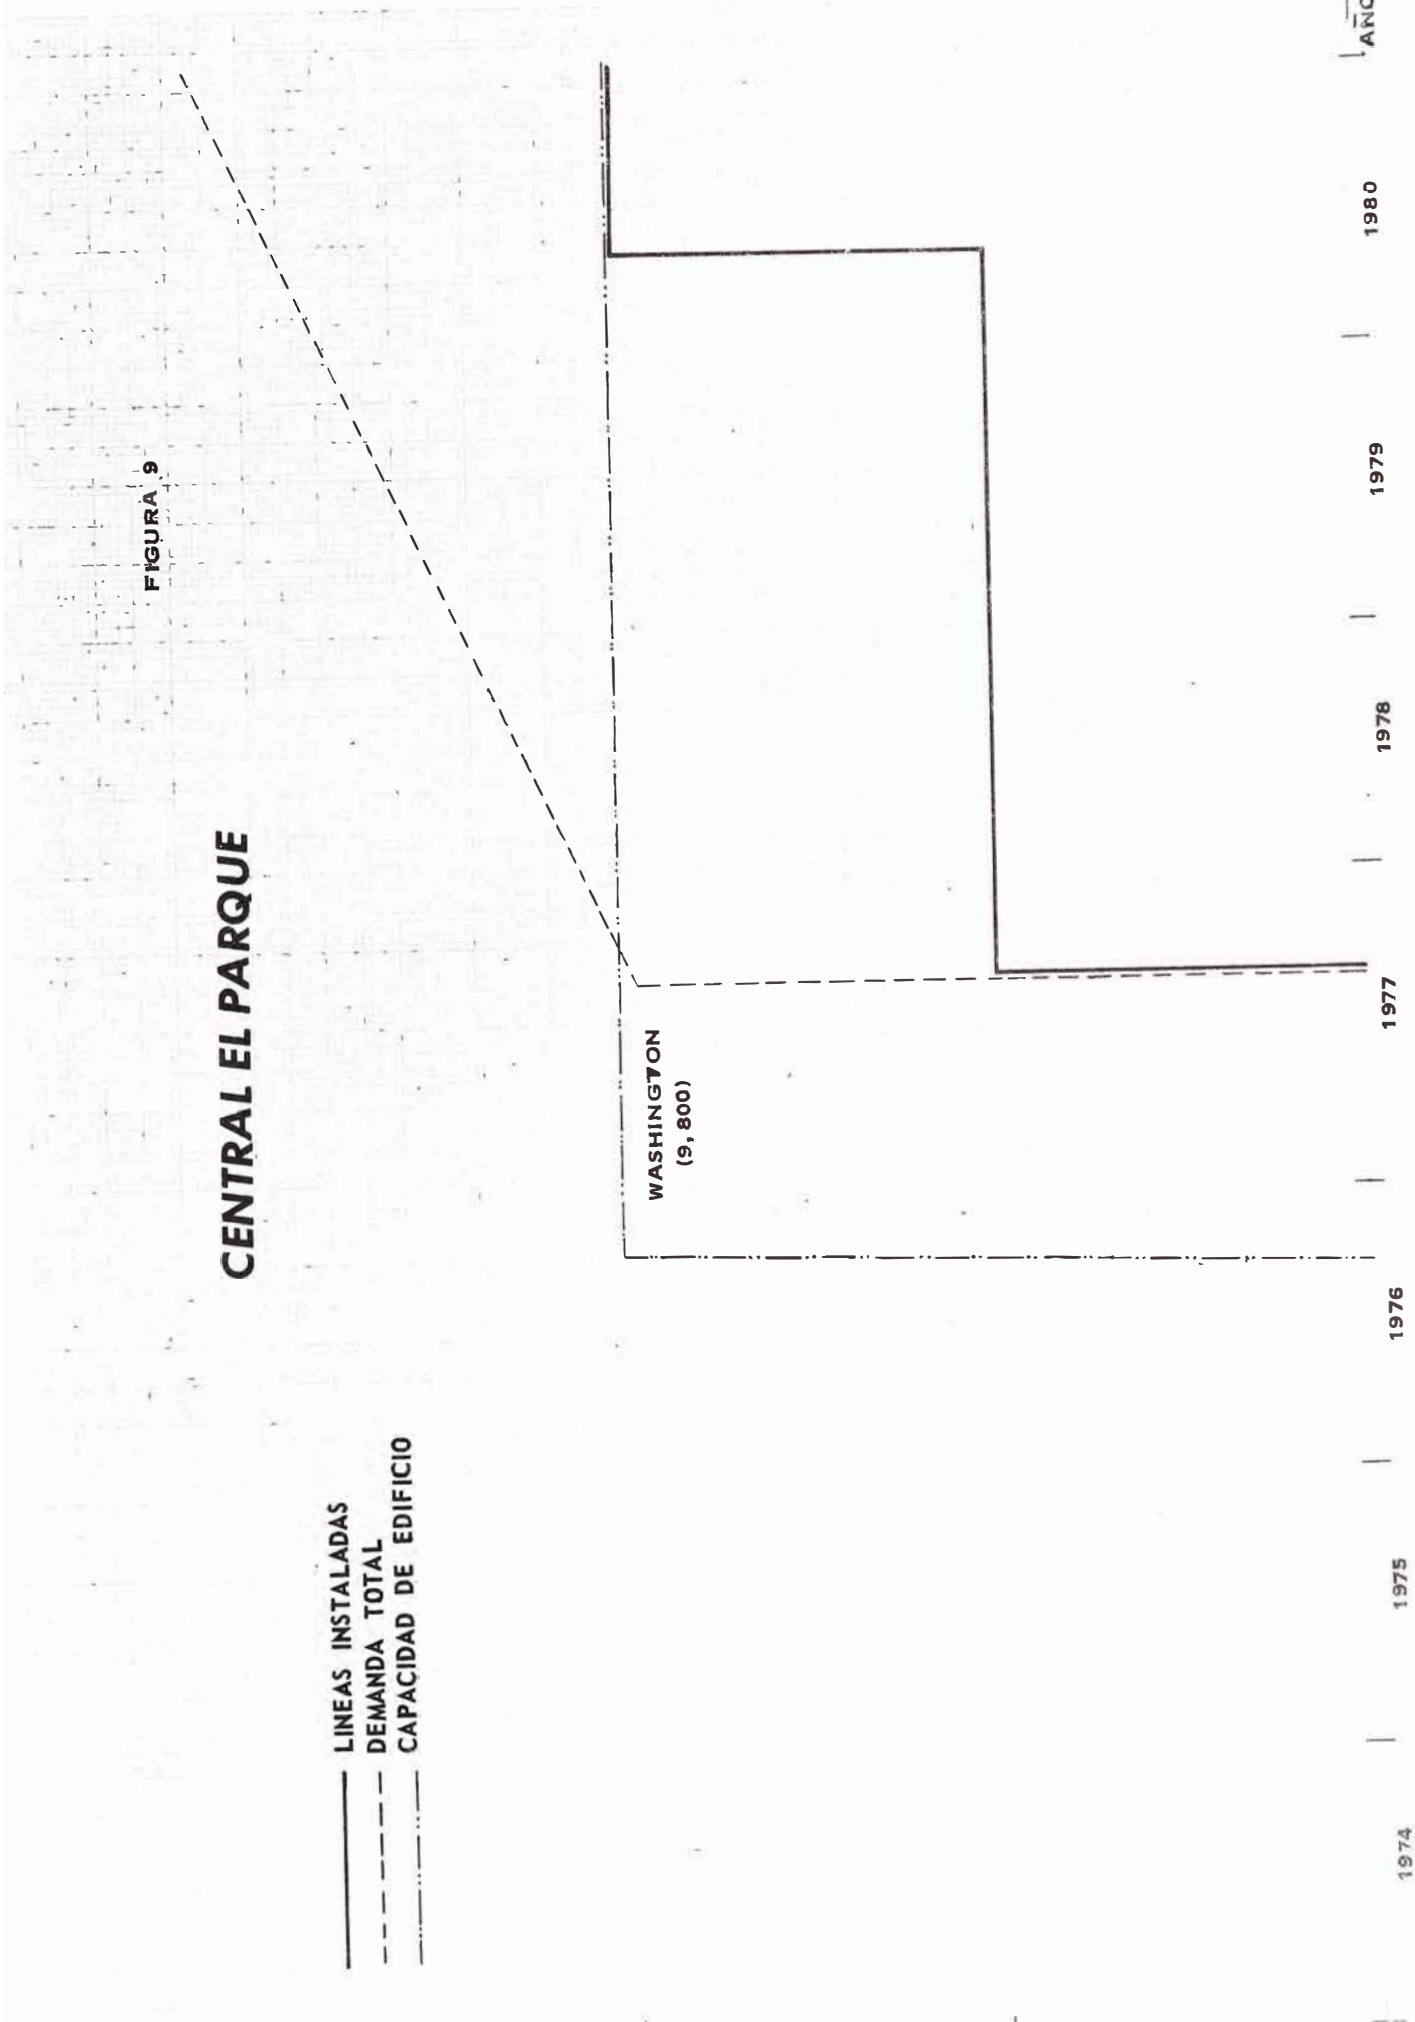 FIGURA 9
CENTRAL EL PARQUE
LINEAS INSTALADAS
DEMANDA TOTAL
CAPACIDAD DE EDIFICIO
WASHINGTON
(9,800)
1974
1975
1976
1977
1978
1979
1980